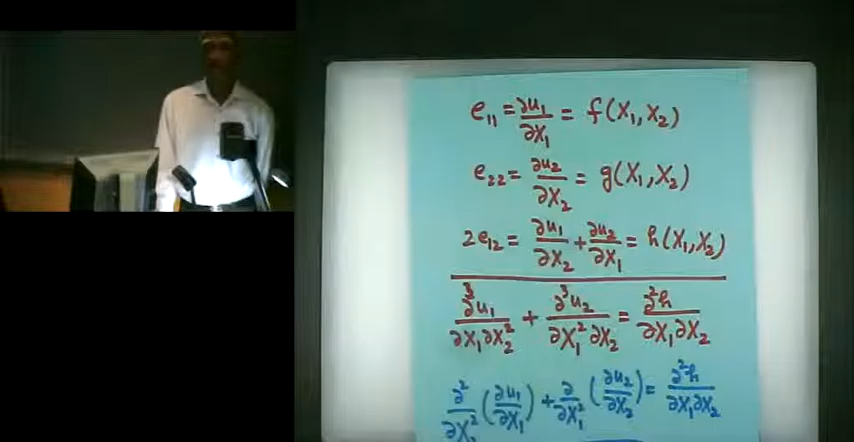 e₁₁ = ∂u₁/∂X₁ = f(X₁, X₂)
e₂₂ = ∂u₂/∂X₂ = g(X₁, X₂)
2e₁₂ = ∂u₁/∂X₂ + ∂u₂/∂X₁ = h(X₁, X₂)
∂³u₁/∂X₁∂X₂² + ∂³u₂/∂X₁²∂X₂ = ∂²h/∂X₁∂X₂
∂²/∂X₂² (∂u₁/∂X₁) + ∂/∂X₁² (∂u₂/∂X₂) = ∂²h/∂X₁∂X₂